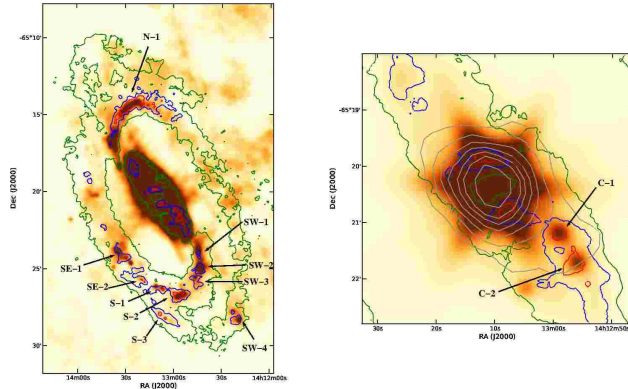 N-1
-65°10'
15'
20'
25'
30'
Dec (J2000)
SW-1
SW-2
SW-3
SW-4
SE-1
SE-2
S-1
S-2
S-3
14m00s
30s
13m00s
30s
14h12m00s
RA (J2000)
-65°19'
20'
21'
22'
Dec (J2000)
C-1
C-2
30s
20s
10s
13m00s
14h12m50s
RA (J2000)